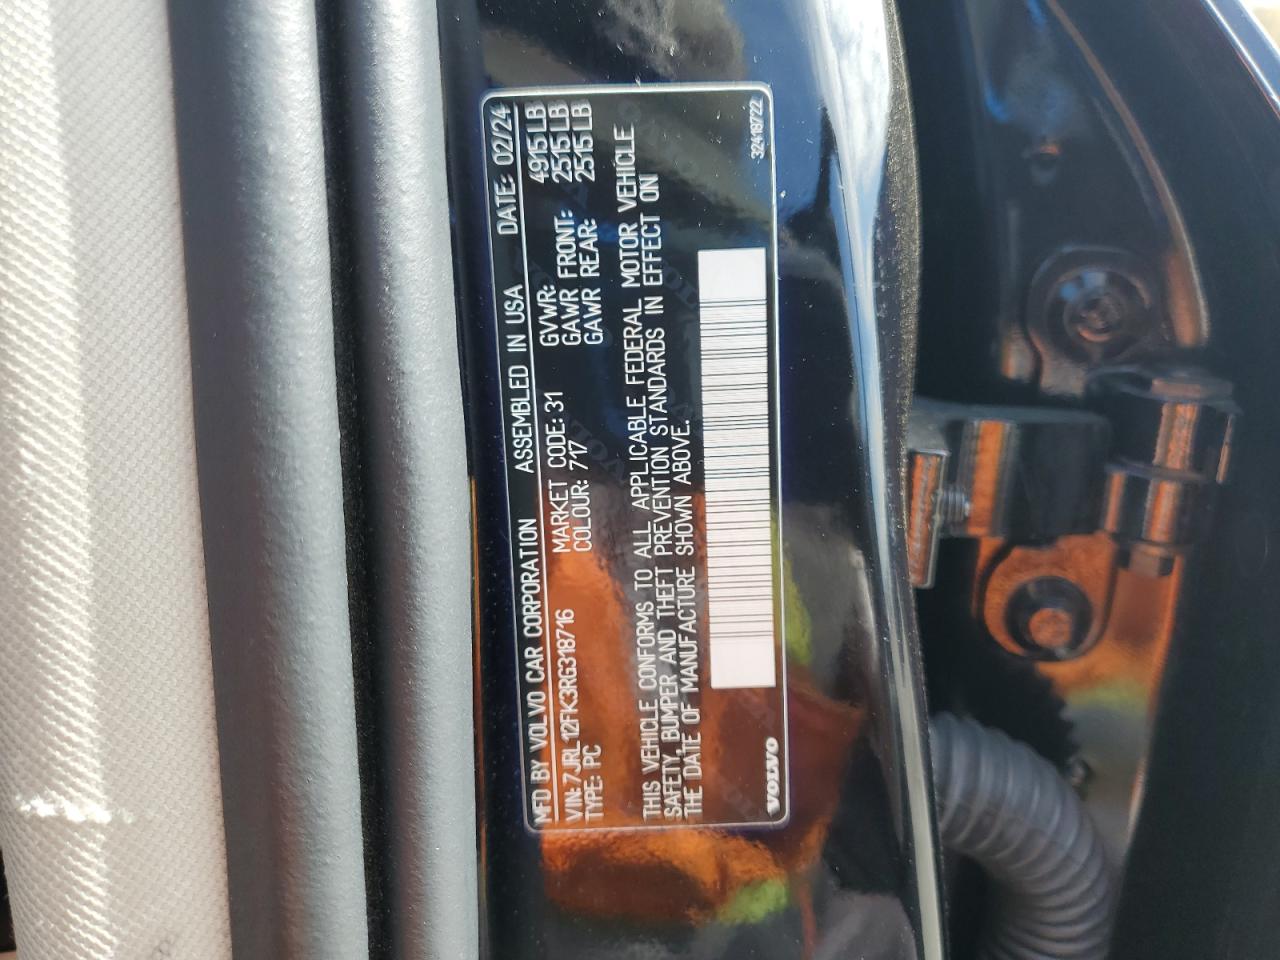 MFD BY VOLVO CAR CORPORATION ASSEMBLED IN USA DATE: 02/24
VIN: 7JRL12FK3RG318716 MARKET CODE: 31 GVWR: 4915LB
TYPE: PC COLOUR: 717 GAWR FRONT: 2515LB
GAWR REAR: 2515LB
THIS VEHICLE CONFORMS TO ALL APPLICABLE FEDERAL MOTOR VEHICLE
SAFETY, BUMPER AND THEFT PREVENTION STANDARDS IN EFFECT ON
THE DATE OF MANUFACTURE SHOWN ABOVE.
VOLVO 32418722